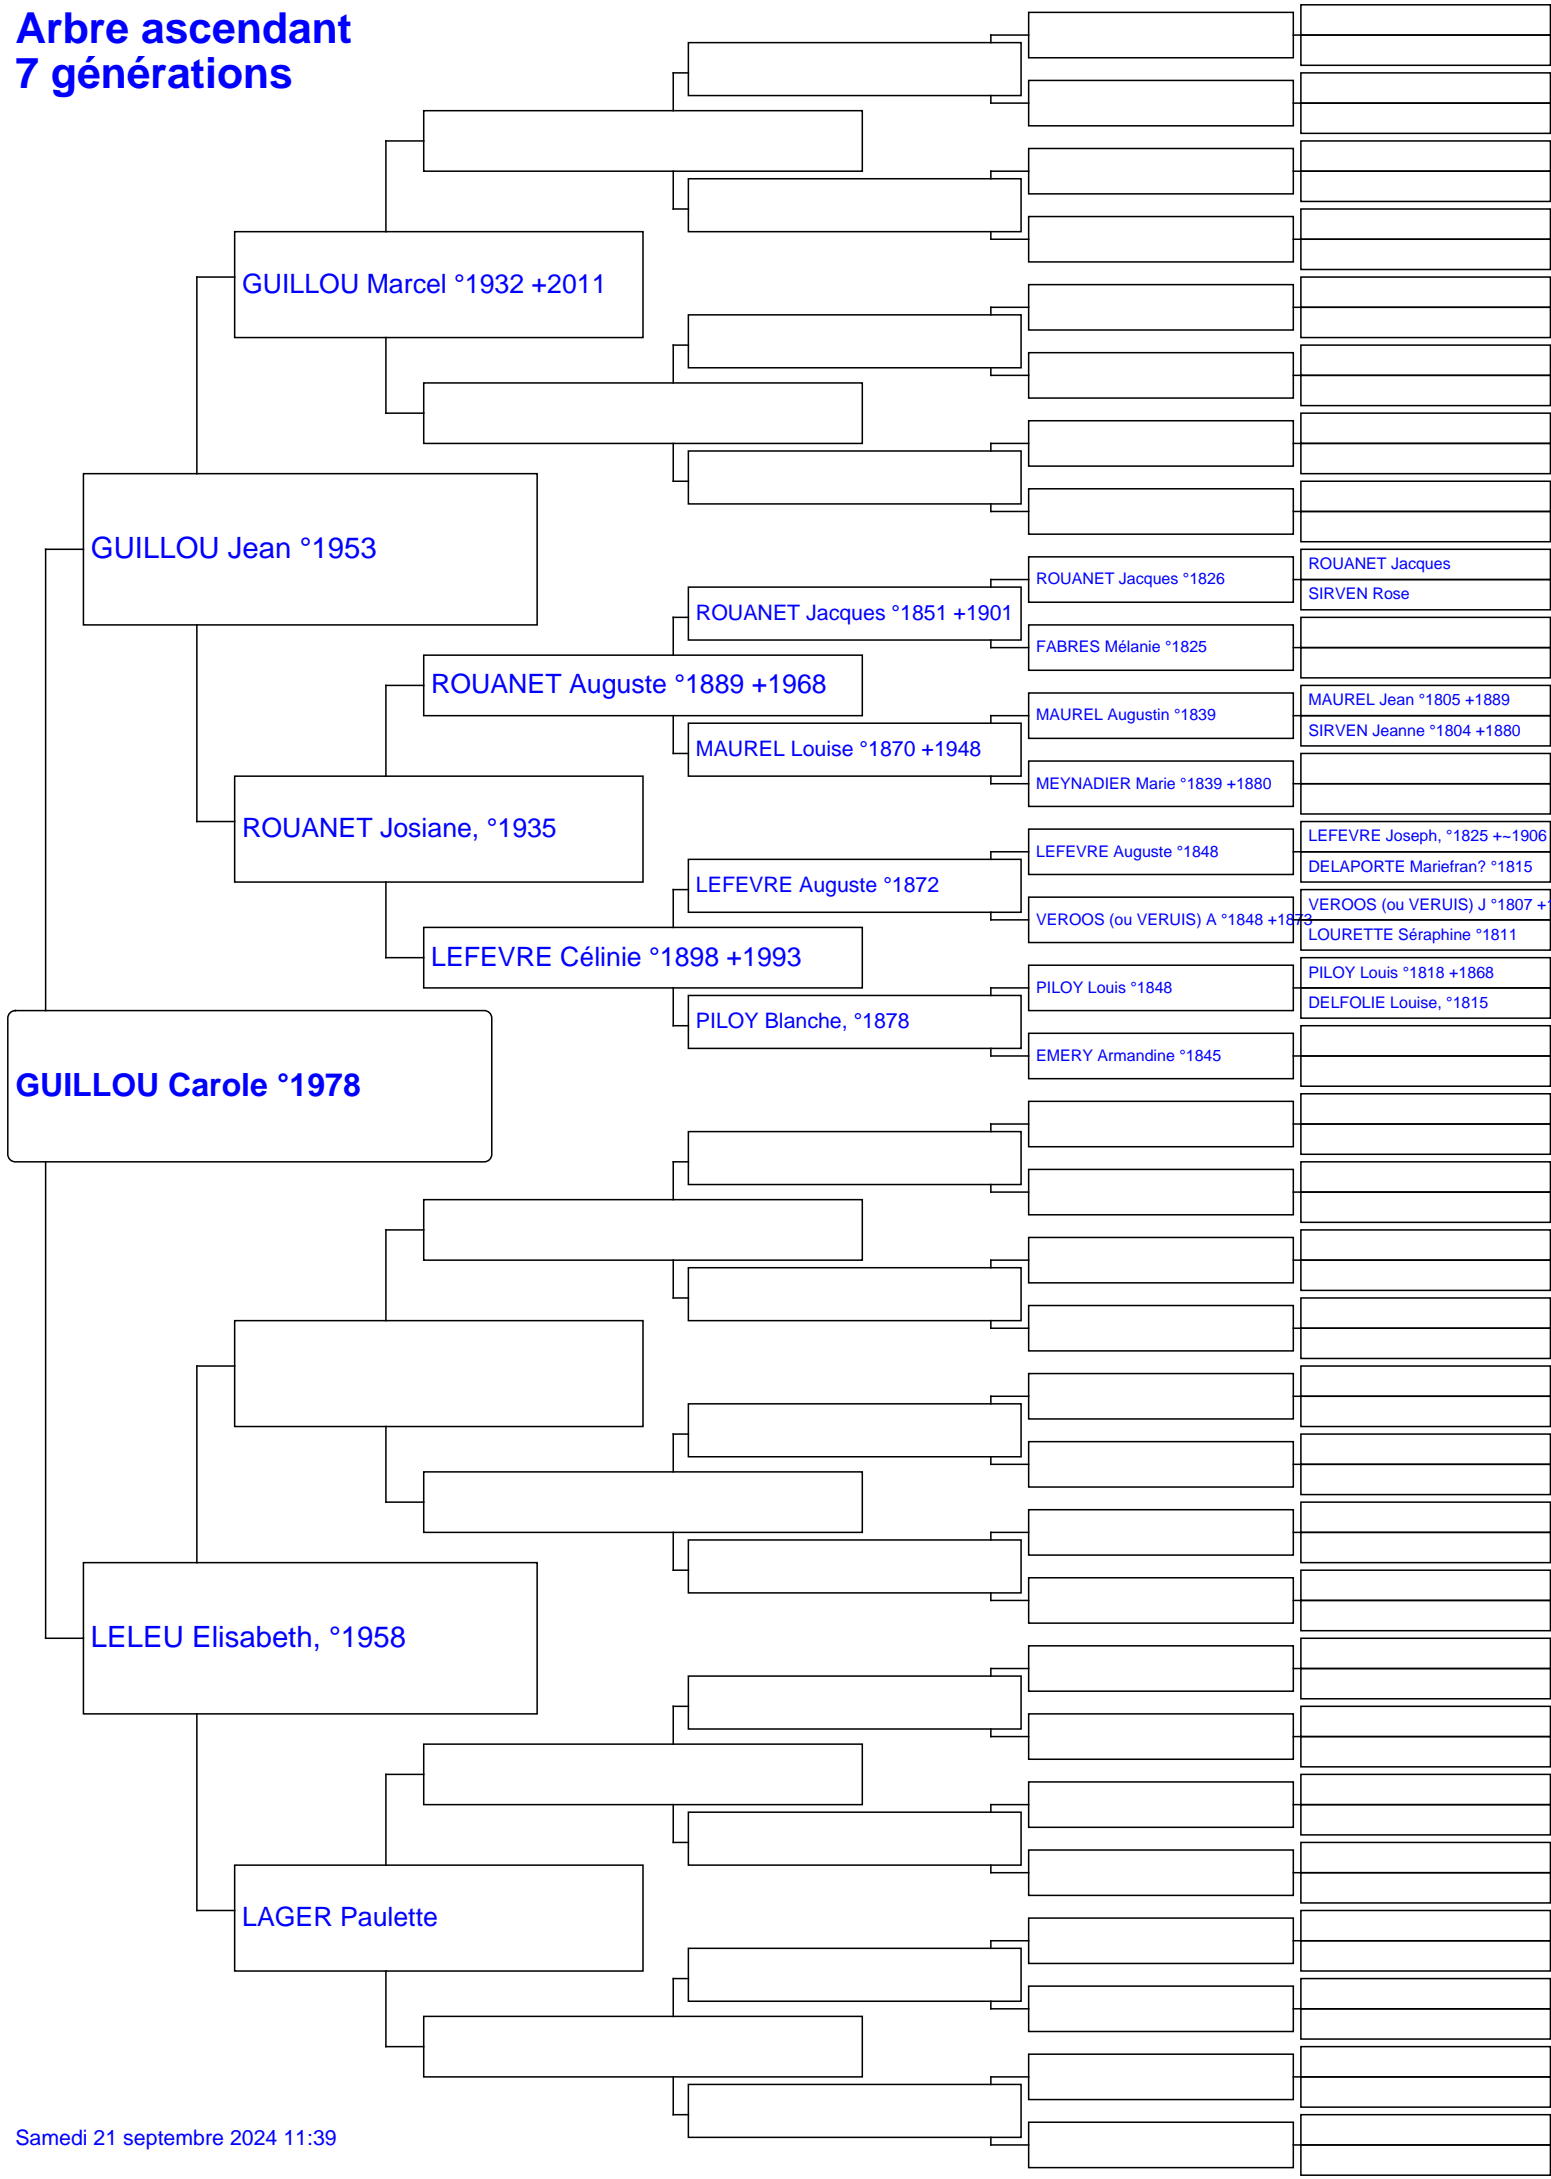 Arbre ascendant
7 générations
GUILLOU Marcel °1932 +2011
GUILLOU Jean °1953
ROUANET Jacques
ROUANET Jacques °1826
SIRVEN Rose
ROUANET Jacques °1851 +1901
FABRES Mélanie °1825
ROUANET Auguste °1889 +1968
MAUREL Jean °1805 +1889
MAUREL Augustin °1839
SIRVEN Jeanne °1804 +1880
MAUREL Louise °1870 +1948
MEYNADIER Marie °1839 +1880
ROUANET Josiane, °1935
LEFEVRE Joseph, °1825 +~1906
LEFEVRE Auguste °1848
DELAPORTE Mariefran? °1815
LEFEVRE Auguste °1872
VEROOS (ou VERUIS) J °1807 +1
VEROOS (ou VERUIS) A °1848 +1873
LOURETTE Séraphine °1811
LEFEVRE Célinie °1898 +1993
PILOY Louis °1818 +1868
PILOY Louis °1848
DELFOLIE Louise, °1815
PILOY Blanche, °1878
EMERY Armandine °1845
GUILLOU Carole °1978
LELEU Elisabeth, °1958
LAGER Paulette
Samedi 21 septembre 2024 11:39